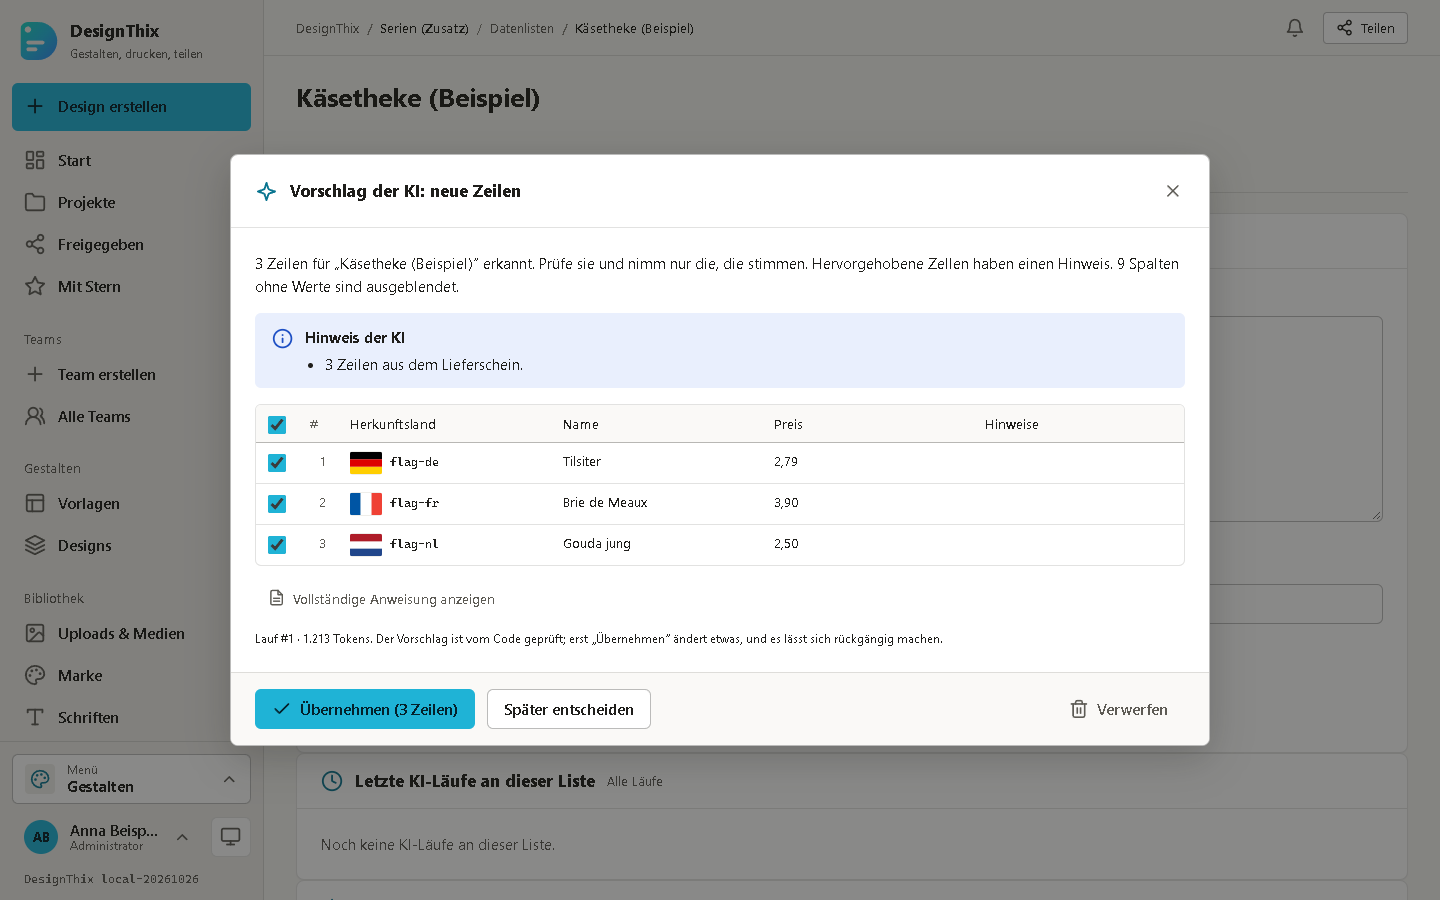 DesignThix
Gestalten, drucken, teilen
Design erstellen
Start
Projekte
Freigegeben
Mit Stern
Teams
Team erstellen
Alle Teams
Gestalten
Vorlagen
Designs
Bibliothek
Uploads & Medien
Marke
Schriften
Menü
Gestalten
AB
Anna Beisp...
Administrator
DesignThix local-20261026
DesignThix / Serien (Zusatz) / Datenlisten / Käsetheke (Beispiel)
Teilen
Käsetheke (Beispiel)
Vorschlag der KI: neue Zeilen
3 Zeilen für „Käsetheke (Beispiel)“ erkannt. Prüfe sie und nimm nur die, die stimmen. Hervorgehobene Zellen haben einen Hinweis. 9 Spalten
ohne Werte sind ausgeblendet.
Hinweis der KI
• 3 Zeilen aus dem Lieferschein.
# Herkunftsland Name Preis Hinweise
1 flag-de Tilsiter 2,79
2 flag-fr Brie de Meaux 3,90
3 flag-nl Gouda jung 2,50
Vollständige Anweisung anzeigen
Lauf #1 · 1.213 Tokens. Der Vorschlag ist vom Code geprüft; erst „Übernehmen“ ändert etwas, und es lässt sich rückgängig machen.
Übernehmen (3 Zeilen)
Später entscheiden
Verwerfen
Letzte KI-Läufe an dieser Liste Alle Läufe
Noch keine KI-Läufe an dieser Liste.